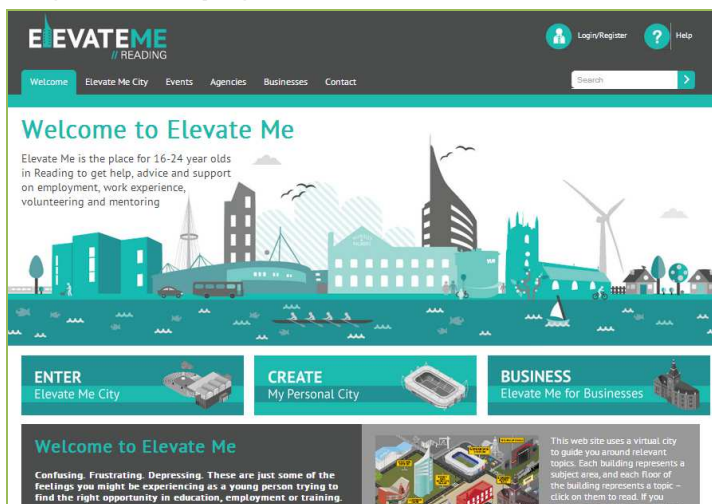 ELEVATEME
// READING
Login/Register
? Help
Welcome Elevate Me City Events Agencies Businesses Contact
Search
Welcome to Elevate Me
Elevate Me is the place for 16-24 year olds
in Reading to get help, advice and support
on employment, work experience,
volunteering and mentoring
ENTER
Elevate Me City
CREATE
My Personal City
BUSINESS
Elevate Me for Businesses
Welcome to Elevate Me
Confusing. Frustrating. Depressing. These are just some of the
feelings you might be experiencing as a young person trying to
find the right opportunity in education, employment or training.
This web site uses a virtual city
to guide you around relevant
topics. Each building represents a
subject area, and each floor of
the building represents a topic –
click on them to read. If you